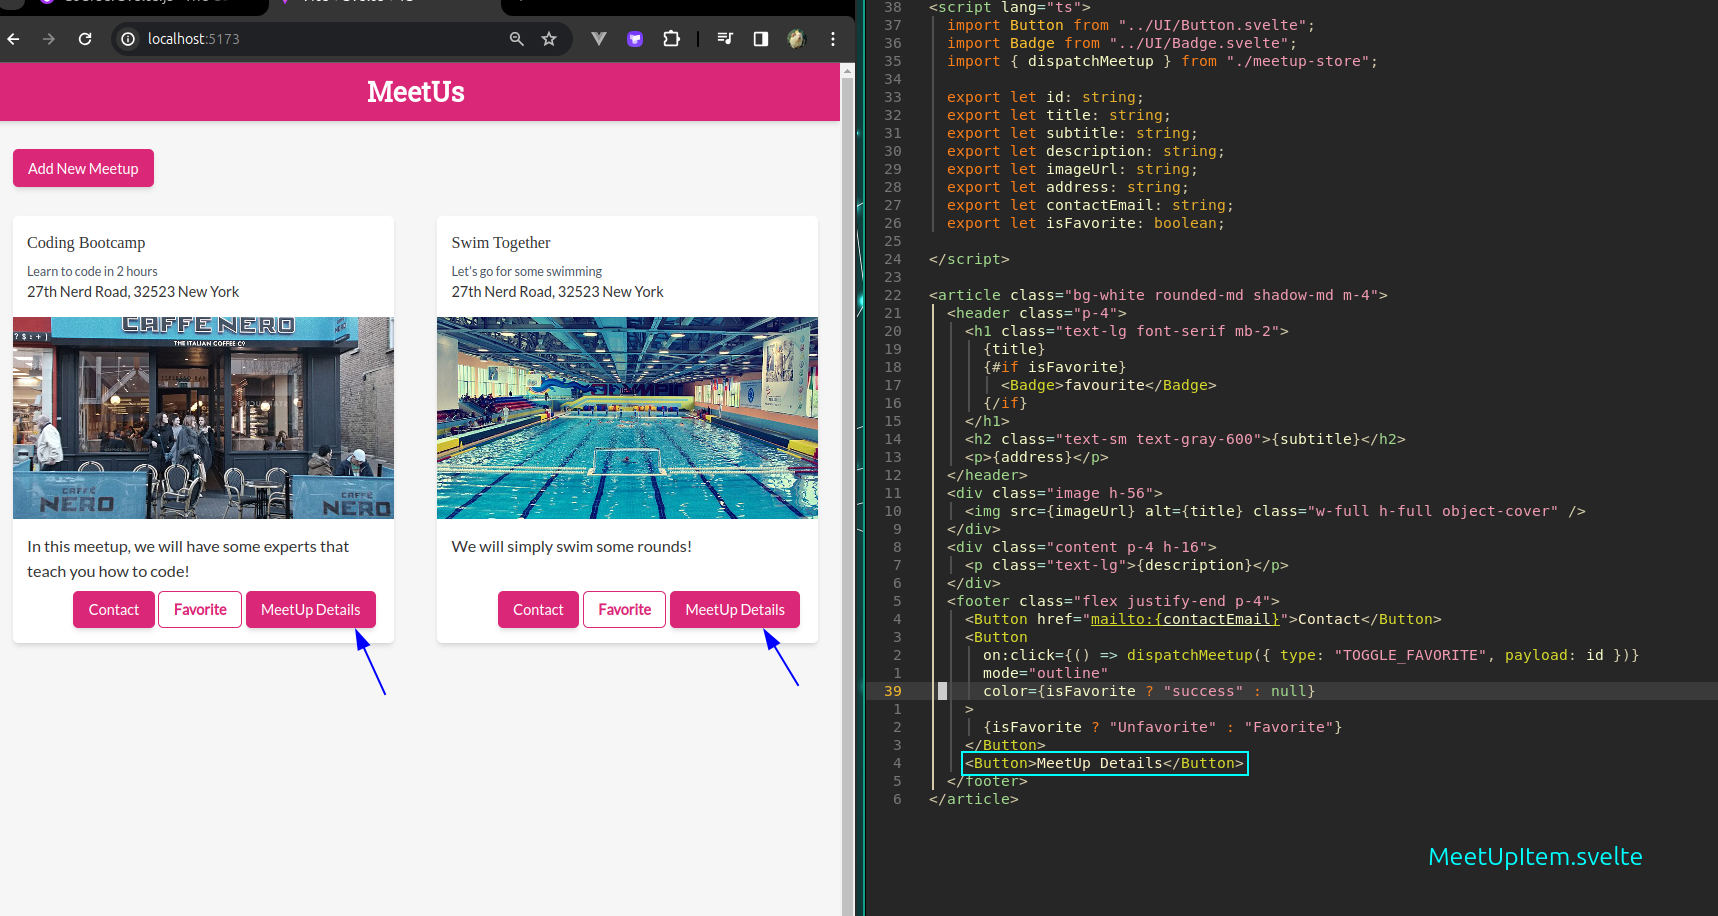 localhost:5173
MeetUs
Add New Meetup
Coding Bootcamp
Learn to code in 2 hours
27th Nerd Road, 32523 New York
CAFFE NERO
THE ITALIAN COFFEE Co
CAFFE
NERO
CAFFE
NERO
In this meetup, we will have some experts that
teach you how to code!
Contact
Favorite
MeetUp Details
Swim Together
Let's go for some swimming
27th Nerd Road, 32523 New York
We will simply swim some rounds!
Contact
Favorite
MeetUp Details
38 <script lang="ts">
37 import Button from "../UI/Button.svelte";
36 import Badge from "../UI/Badge.svelte";
35 import { dispatchMeetup } from "./meetup-store";
34
33 export let id: string;
32 export let title: string;
31 export let subtitle: string;
30 export let description: string;
29 export let imageUrl: string;
28 export let address: string;
27 export let contactEmail: string;
26 export let isFavorite: boolean;
25
24 </script>
23
22 <article class="bg-white rounded-md shadow-md m-4">
21 <header class="p-4">
20 <h1 class="text-lg font-serif mb-2">
19 {title}
18 {#if isFavorite}
17 <Badge>favourite</Badge>
16 {/if}
15 </h1>
14 <h2 class="text-sm text-gray-600">{subtitle}</h2>
13 <p>{address}</p>
12 </header>
11 <div class="image h-56">
10 <img src={imageUrl} alt={title} class="w-full h-full object-cover" />
9 </div>
8 <div class="content p-4 h-16">
7 <p class="text-lg">{description}</p>
6 </div>
5 <footer class="flex justify-end p-4">
4 <Button href="mailto:{contactEmail}">Contact</Button>
3 <Button
2 on:click={() => dispatchMeetup({ type: "TOGGLE_FAVORITE", payload: id })}
1 mode="outline"
39 color={isFavorite ? "success" : null}
1 >
2 {isFavorite ? "Unfavorite" : "Favorite"}
3 </Button>
4 <Button>MeetUp Details</Button>
5 </footer>
6 </article>
MeetUpItem.svelte